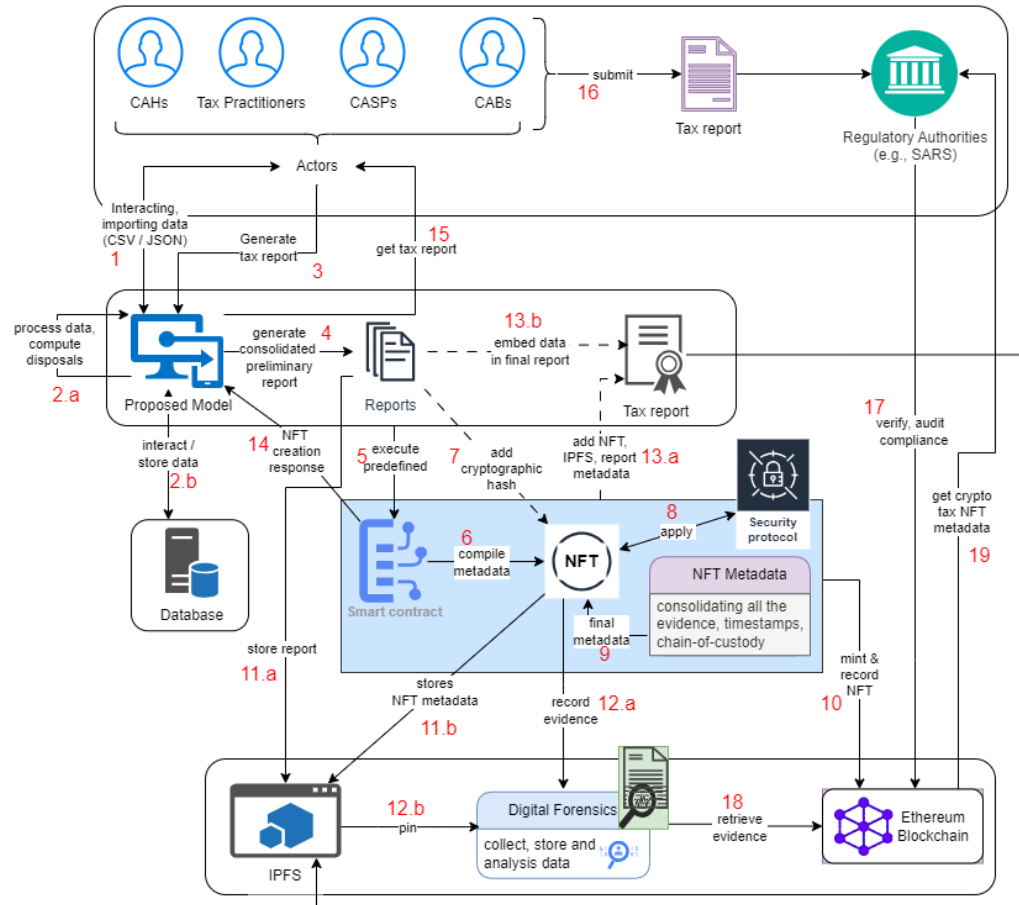 CAHs
Tax Practitioners
CASPs
CABs
submit
16
Tax report
Regulatory Authorities
(e.g., SARS)
Actors
Interacting,
importing data
(CSV / JSON)
1
Generate
tax report
3
15
get tax report
process data,
compute
disposals
2.a
Proposed Model
generate
consolidated
preliminary
report
4
Reports
13.b
embed data
in final report
Tax report
17
verify, audit
compliance
interact /
store data
2.b
14
NFT
creation
response
5
execute
predefined
7
add
cryptographic
hash
add NFT,
IPFS, report
metadata
13.a
Security
protocol
get crypto
tax NFT
metadata
19
Database
Smart contract
6
compile
metadata
NFT
8
apply
NFT Metadata
consolidating all the
evidence, timestamps,
chain-of-custody
final
metadata
9
store report
11.a
stores
NFT metadata
11.b
record
evidence
12.a
mint &
record
NFT
10
IPFS
12.b
pin
Digital Forensics
collect, store and
analysis data
18
retrieve
evidence
Ethereum
Blockchain